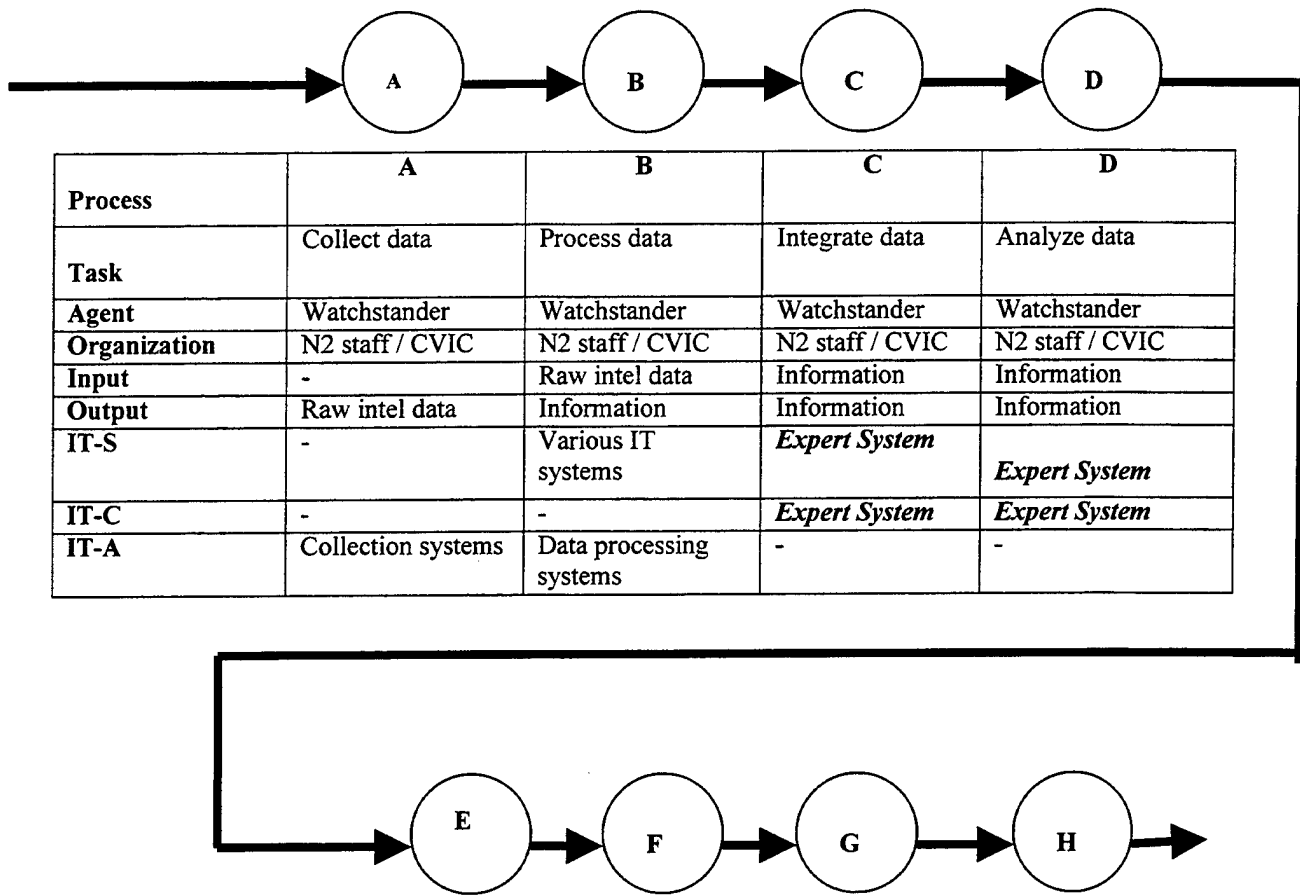 A B C D
Process A B C D
Task Collect data Process data Integrate data Analyze data
Agent Watchstander Watchstander Watchstander Watchstander
Organization N2 staff / CVIC N2 staff / CVIC N2 staff / CVIC N2 staff / CVIC
Input - Raw intel data Information Information
Output Raw intel data Information Information Information
IT-S - Various IT Expert System
systems Expert System
IT-C - - Expert System Expert System
IT-A Collection systems Data processing - -
systems
E F G H